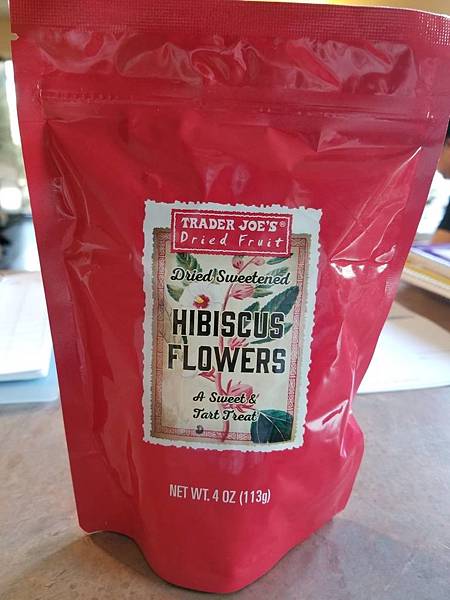 TRADER JOE'S®
Dried Fruit
Dried Sweetened
HIBISCUS
FLOWERS
A Sweet &
Tart Treat
NET WT. 4 OZ (113g)